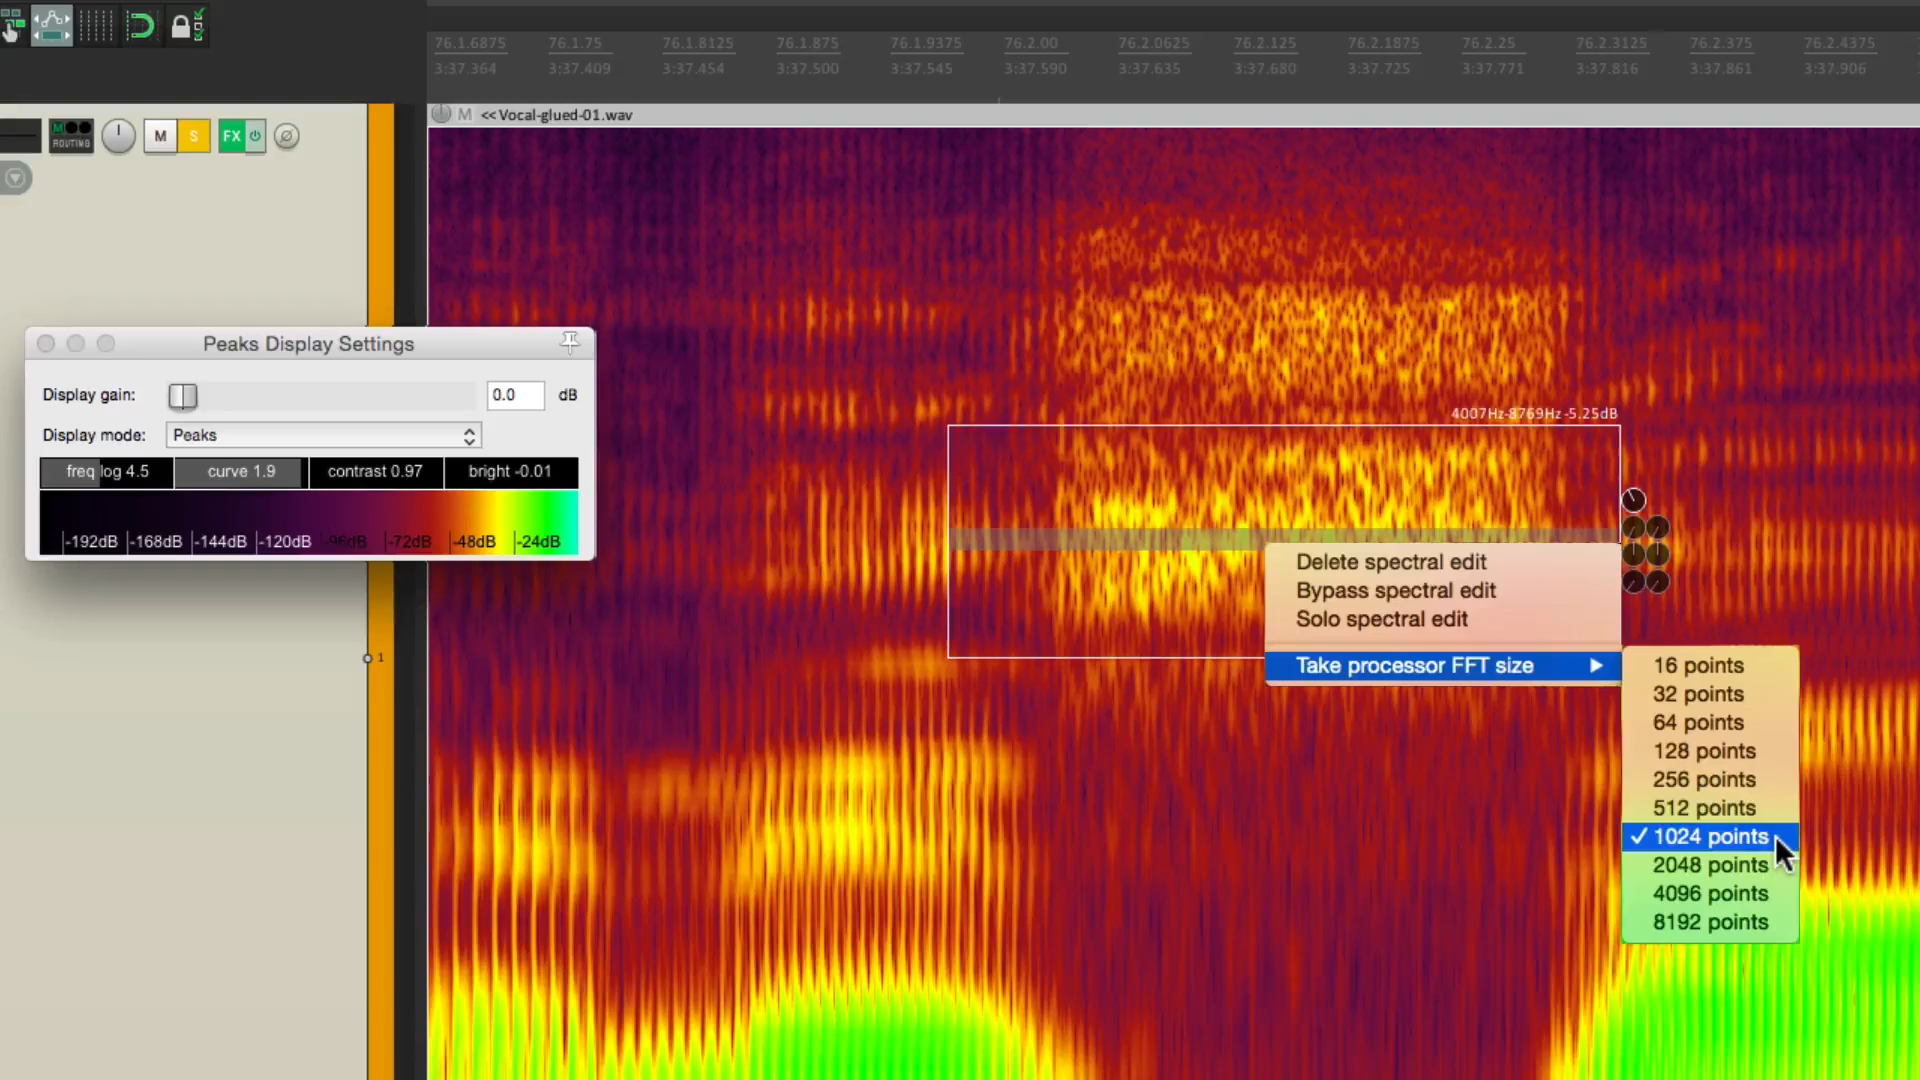 76.1.6875 76.1.75 76.1.8125 76.1.875 76.1.9375 76.2.00 76.2.0625 76.2.125 76.2.1875 76.2.25 76.2.3125 76.2.375 76.2.4375
3:37.364 3:37.409 3:37.454 3:37.500 3:37.545 3:37.590 3:37.635 3:37.680 3:37.725 3:37.771 3:37.816 3:37.861 3:37.906
M << Vocal-glued-01.wav
M
ROUTING
M S FX
Peaks Display Settings
Display gain: 0.0 dB
Display mode: Peaks
freq log 4.5 curve 1.9 contrast 0.97 bright -0.01
-192dB -168dB -144dB -120dB -96dB -72dB -48dB -24dB
4007Hz-8769Hz -5.25dB
Delete spectral edit
Bypass spectral edit
Solo spectral edit
Take processor FFT size
1
16 points
32 points
64 points
128 points
256 points
512 points
✓ 1024 points
2048 points
4096 points
8192 points